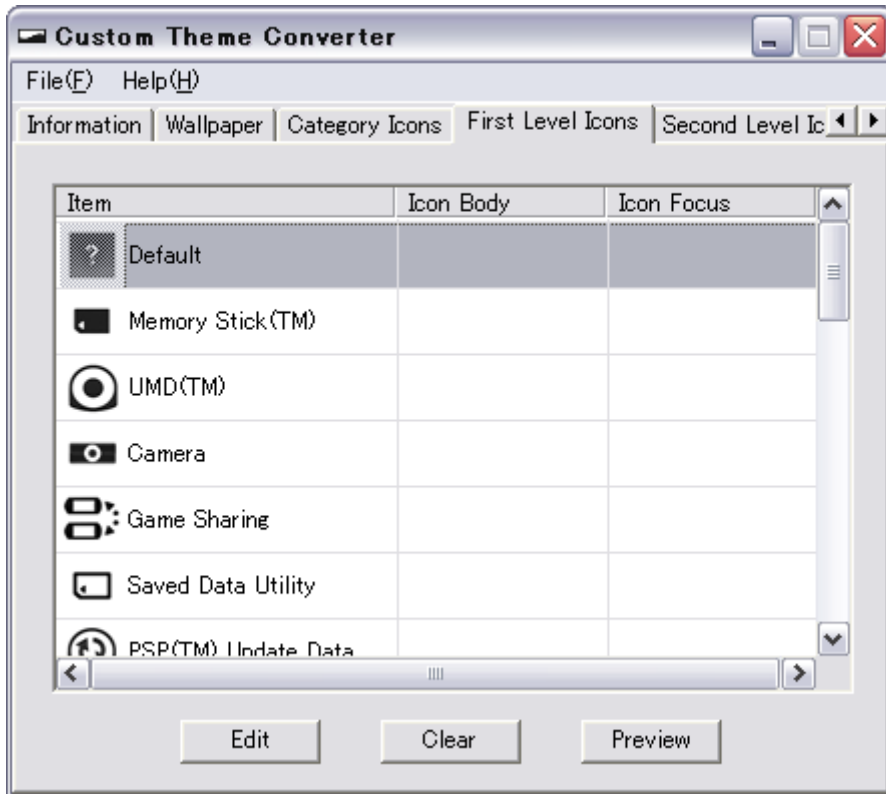 Custom Theme Converter
File(F) Help(H)
Information Wallpaper Category Icons First Level Icons Second Level Ic
Item Icon Body Icon Focus
? Default
Memory Stick(TM)
UMD(TM)
Camera
Game Sharing
Saved Data Utility
PSP(TM) Update Data
Edit Clear Preview